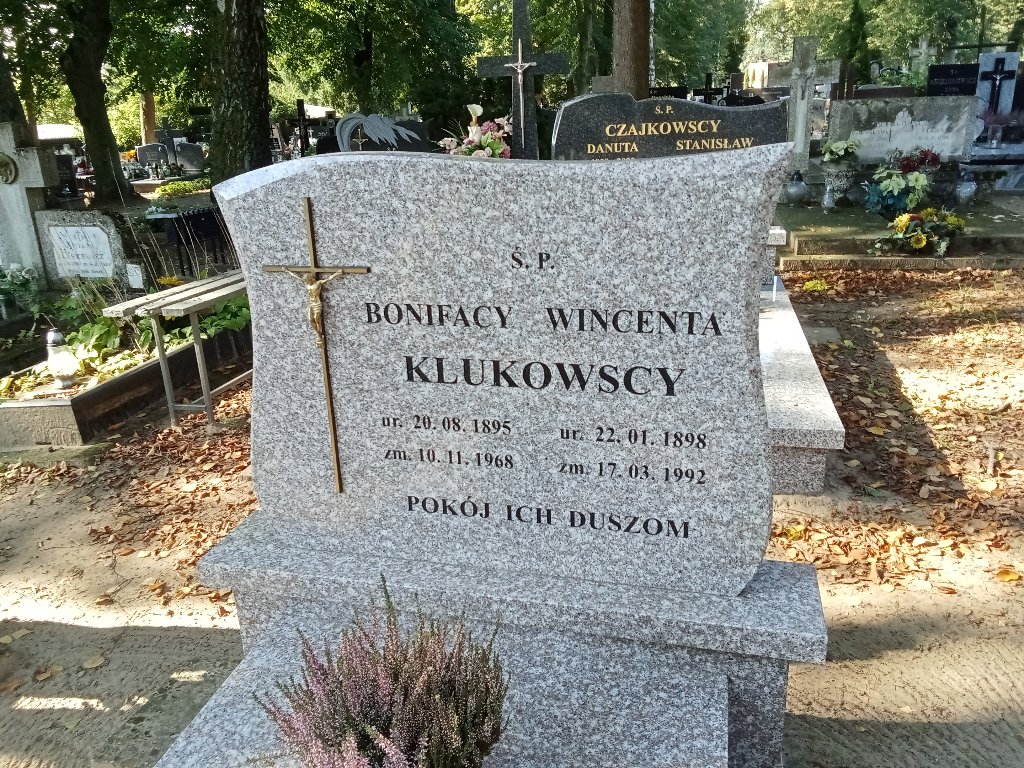 Ś. P.
CZAJKOWSCY
DANUTA STANISŁAW
Ś. P.
BONIFACY WINCENTA
KLUKOWSCY
ur. 20. 08. 1895 ur. 22. 01. 1898
zm. 10. 11. 1968 zm. 17. 03. 1992
POKÓJ ICH DUSZOM